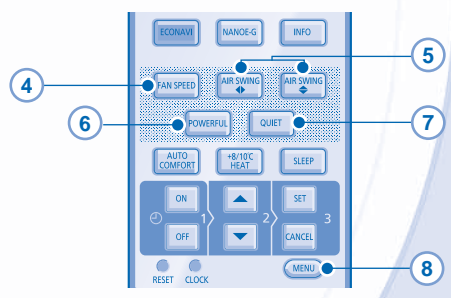 ECONAVI NANOE-G INFO
5
4 FAN SPEED AIR SWING AIR SWING
6 POWERFUL QUIET 7
AUTO COMFORT +8/10℃ HEAT SLEEP
ON SET
1 2 3
OFF CANCEL
RESET CLOCK MENU 8